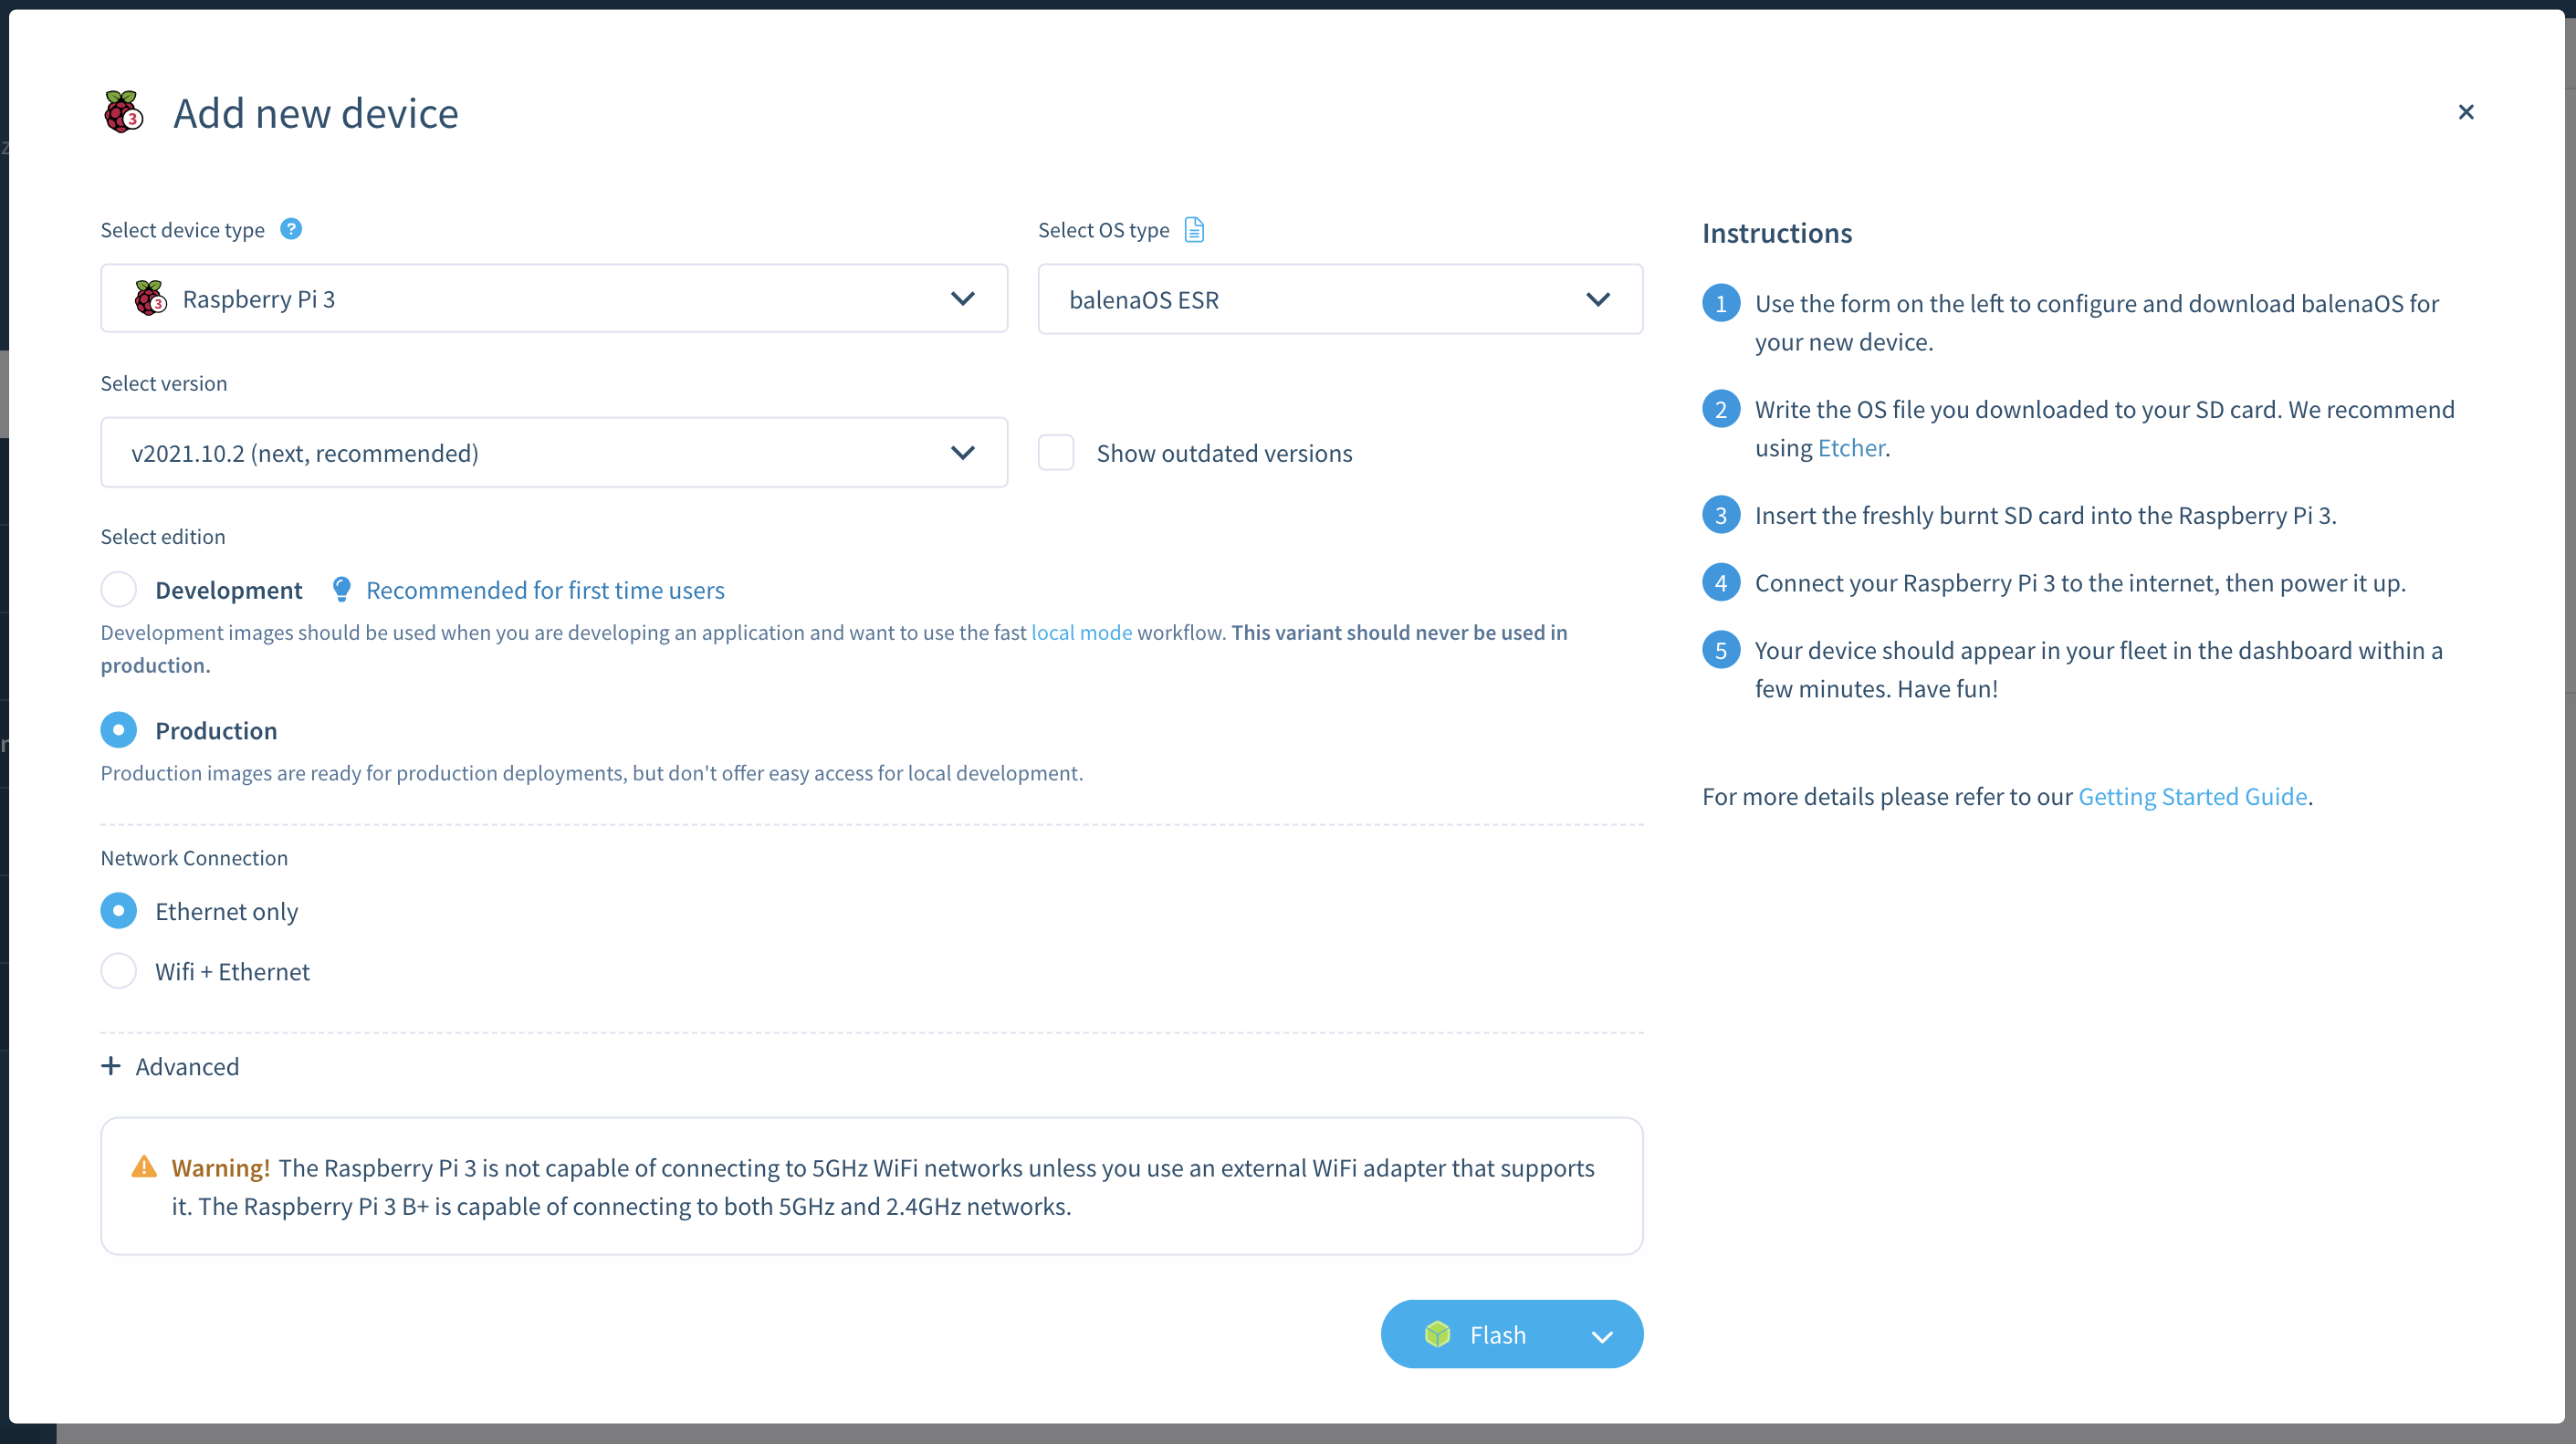 Add new device
Select device type
Select OS type
Raspberry Pi 3
balenaOS ESR
Select version
v2021.10.2 (next, recommended)
Show outdated versions
Select edition
Development Recommended for first time users
Development images should be used when you are developing an application and want to use the fast local mode workflow. This variant should never be used in
production.
Production
Production images are ready for production deployments, but don't offer easy access for local development.
Network Connection
Ethernet only
Wifi + Ethernet
+ Advanced
Warning! The Raspberry Pi 3 is not capable of connecting to 5GHz WiFi networks unless you use an external WiFi adapter that supports
it. The Raspberry Pi 3 B+ is capable of connecting to both 5GHz and 2.4GHz networks.
Flash
Instructions
1 Use the form on the left to configure and download balenaOS for
your new device.
2 Write the OS file you downloaded to your SD card. We recommend
using Etcher.
3 Insert the freshly burnt SD card into the Raspberry Pi 3.
4 Connect your Raspberry Pi 3 to the internet, then power it up.
5 Your device should appear in your fleet in the dashboard within a
few minutes. Have fun!
For more details please refer to our Getting Started Guide.